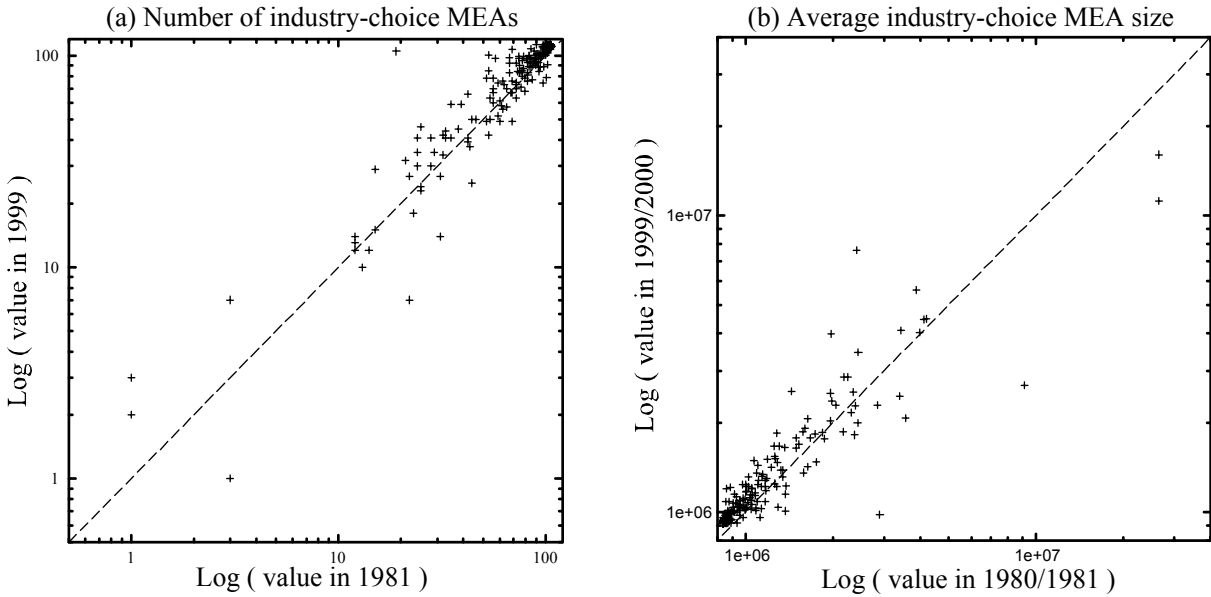 (a) Number of industry-choice MEAs
100
10
1
1
10
100
Log ( value in 1999 )
Log ( value in 1981 )
(b) Average industry-choice MEA size
1e+07
1e+06
1e+06
1e+07
Log ( value in 1999/2000 )
Log ( value in 1980/1981 )